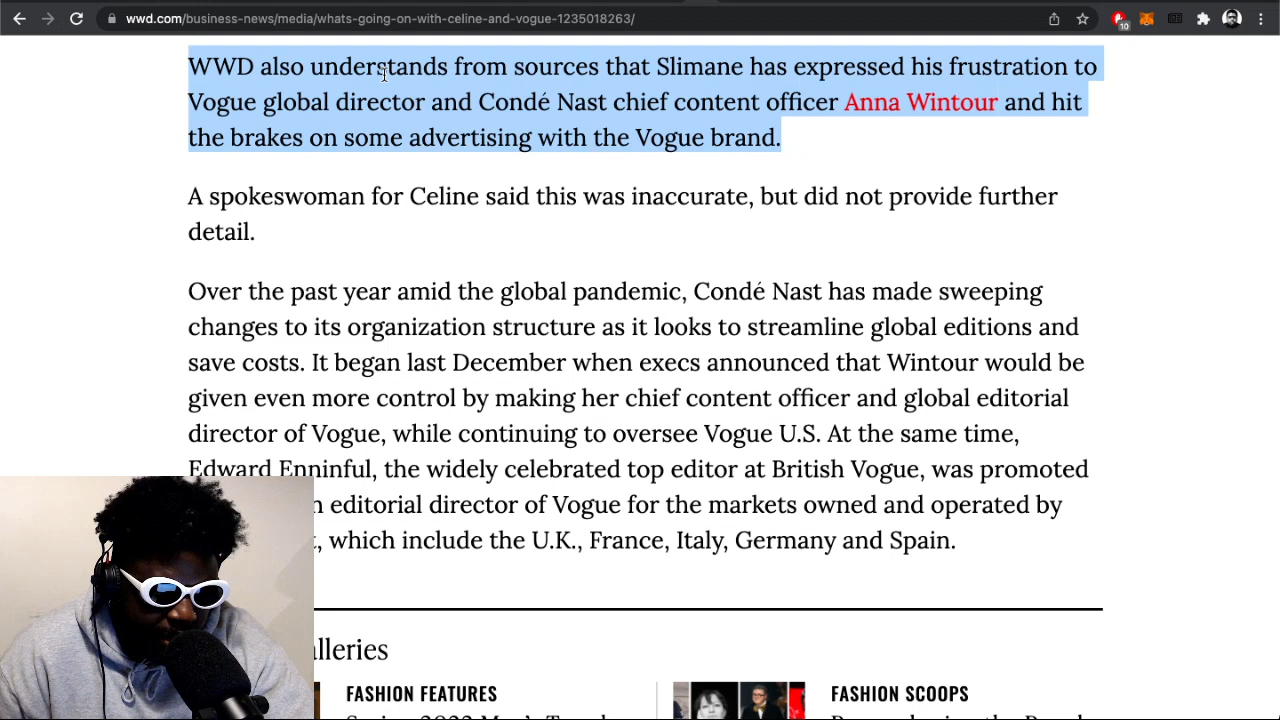 wwd.com/business-news/media/whats-going-on-with-celine-and-vogue-1235018263/
10
WWD also understands from sources that Slimane has expressed his frustration to
Vogue global director and Condé Nast chief content officer Anna Wintour and hit
the brakes on some advertising with the Vogue brand.
A spokeswoman for Celine said this was inaccurate, but did not provide further
detail.
Over the past year amid the global pandemic, Condé Nast has made sweeping
changes to its organization structure as it looks to streamline global editions and
save costs. It began last December when execs announced that Wintour would be
given even more control by making her chief content officer and global editorial
director of Vogue, while continuing to oversee Vogue U.S. At the same time,
Edward Enninful, the widely celebrated top editor at British Vogue, was promoted
editorial director of Vogue for the markets owned and operated by
which include the U.K., France, Italy, Germany and Spain.
FASHION FEATURES
FASHION SCOOPS